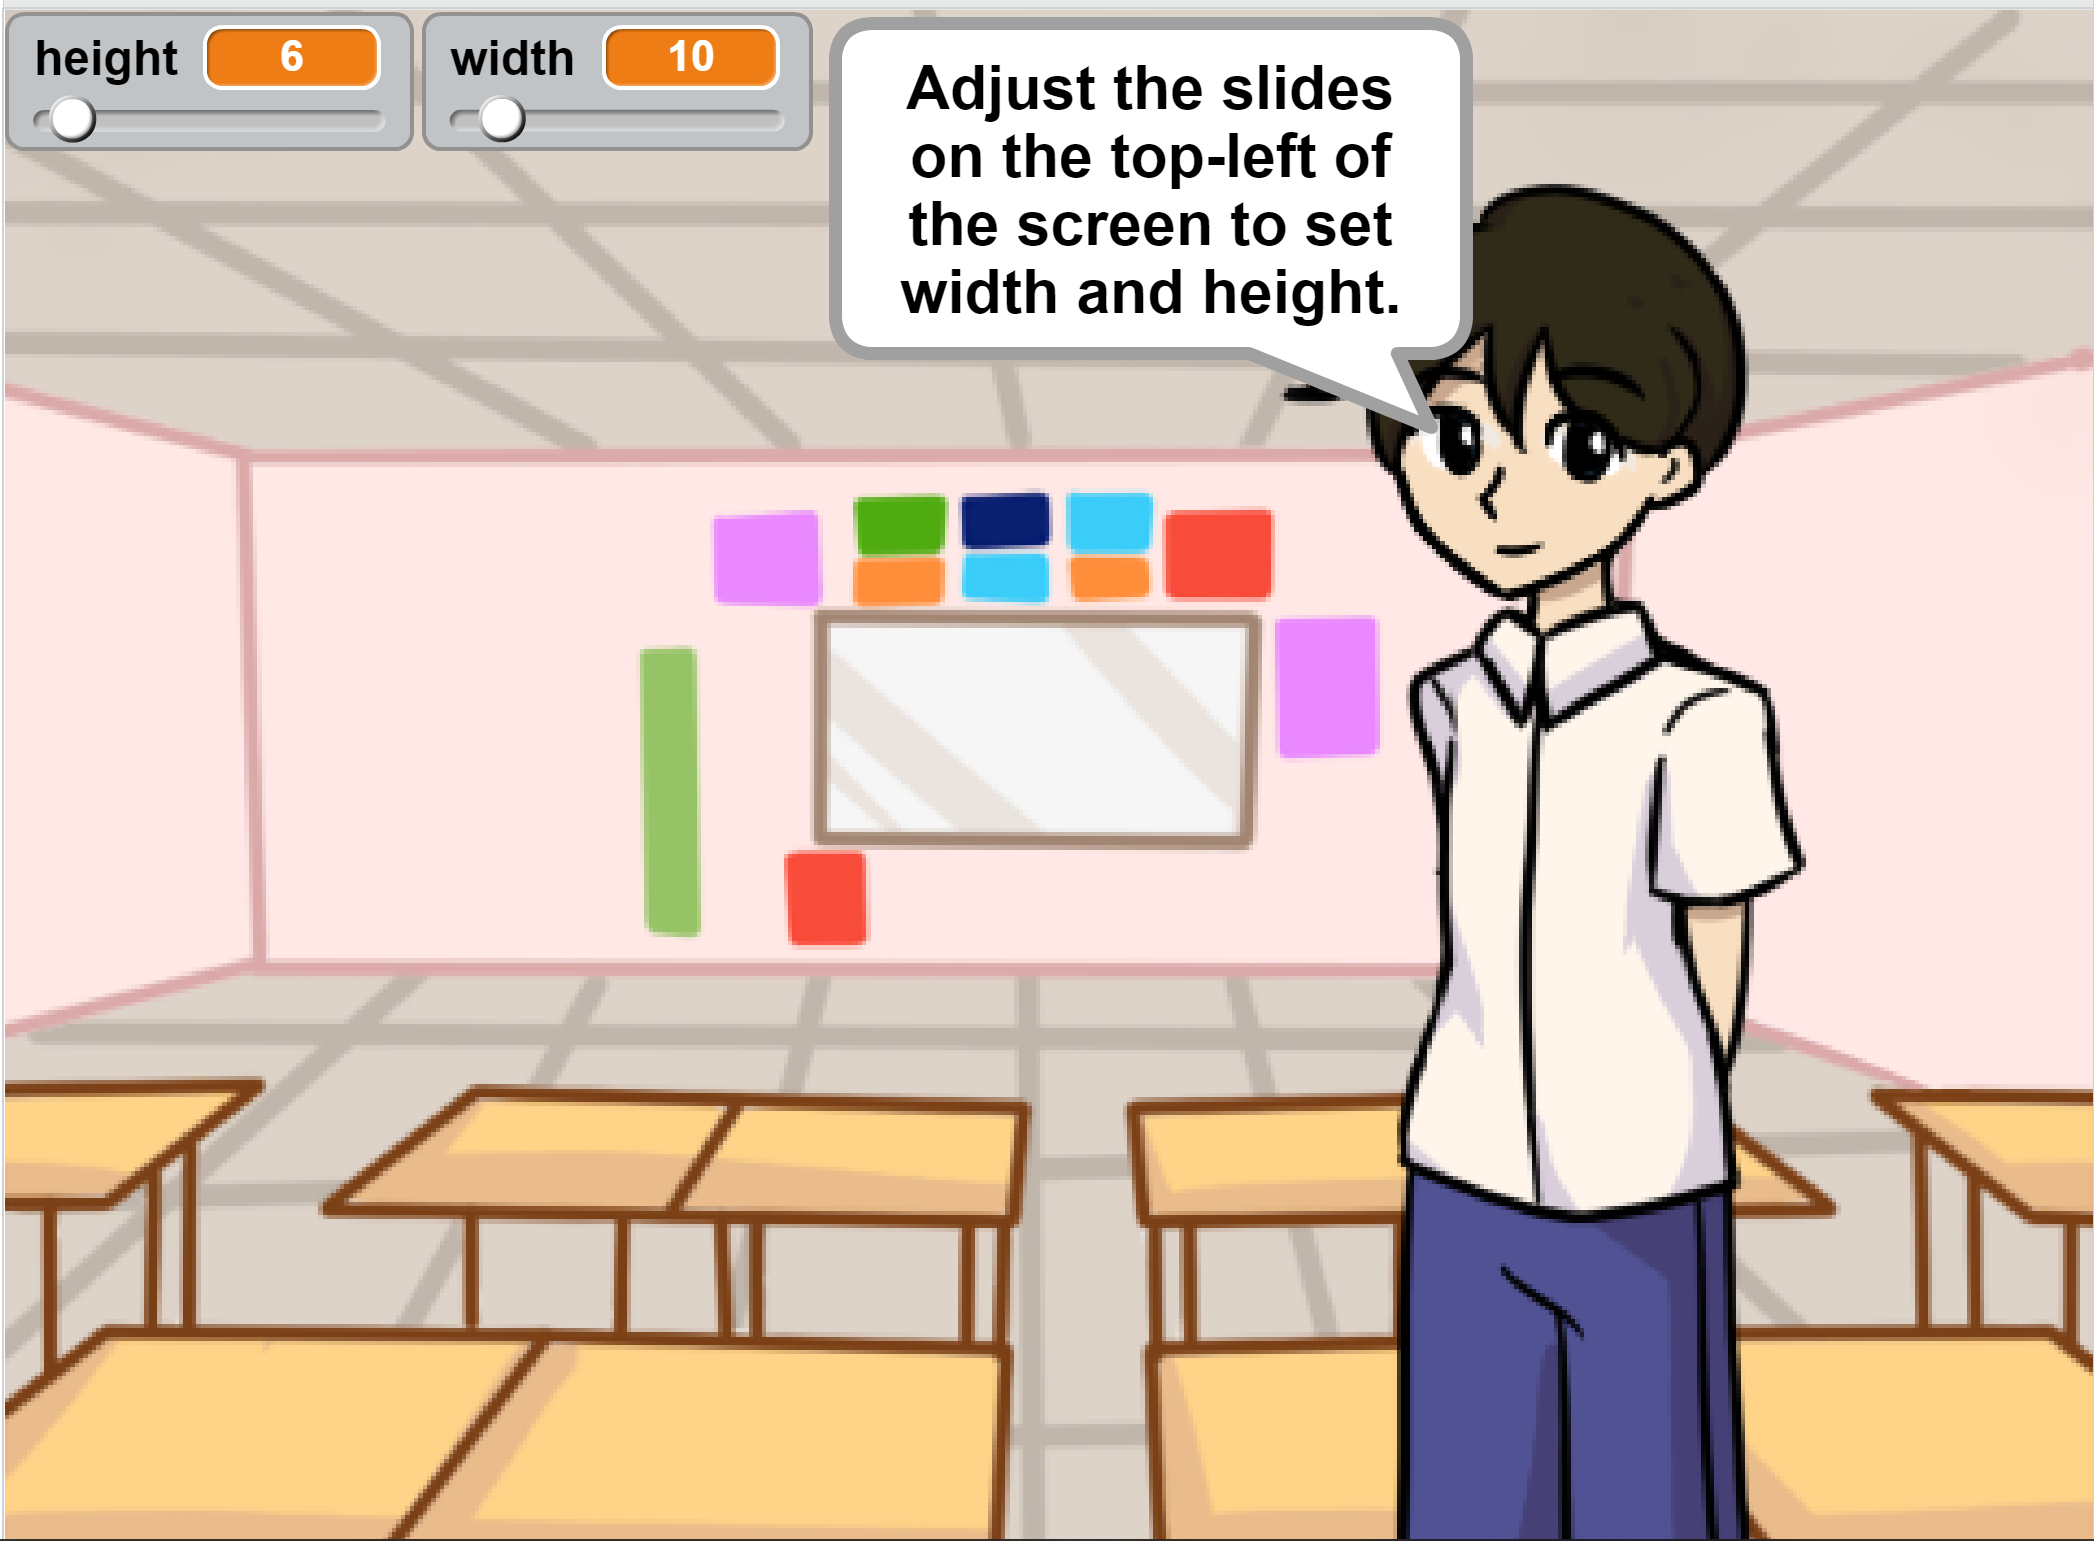 height 6 width 10
Adjust the slides
on the top-left of
the screen to set
width and height.